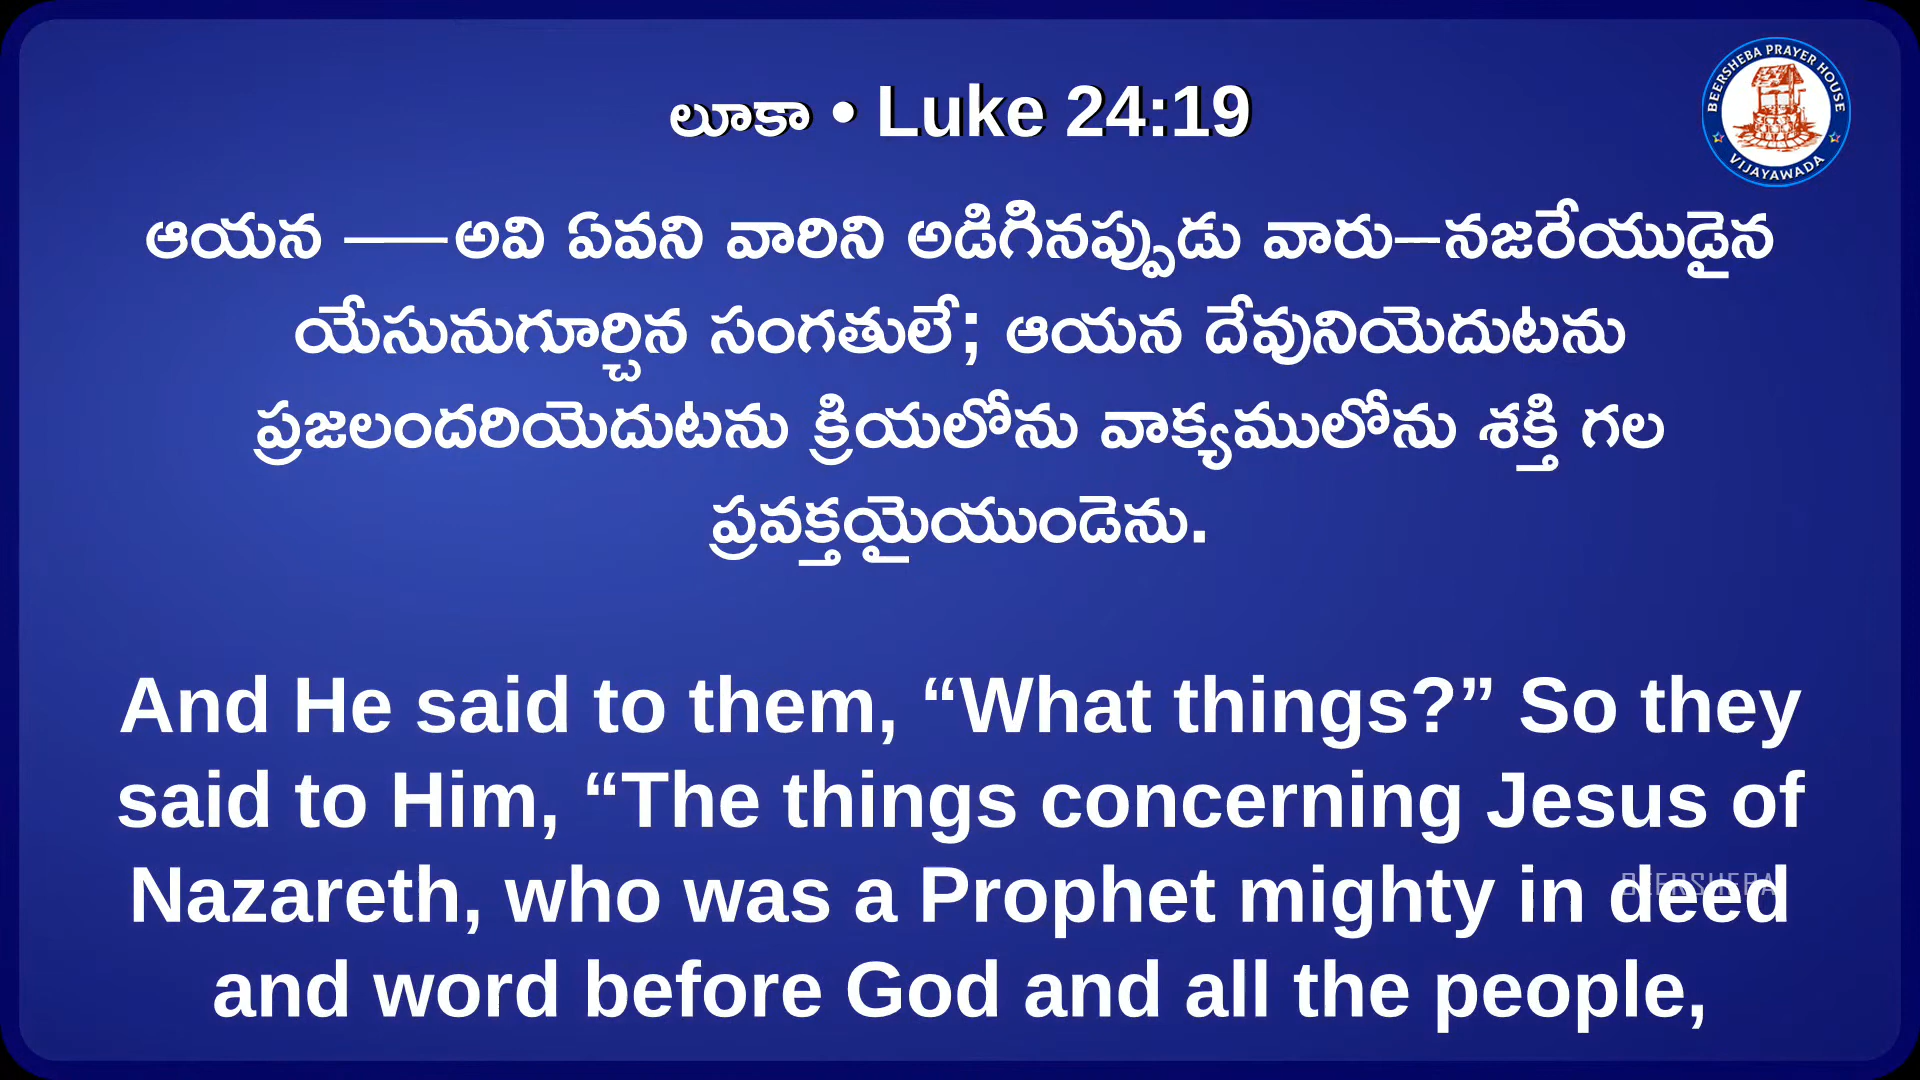 లూకా • Luke 24:19
BEERSHEBA PRAYER HOUSE
VIJAYAWADA
ఆయన ––అవి ఏవని వారిని అడిగినప్పుడు వారు–నజరేయుడైన
యేసునుగూర్చిన సంగతులే; ఆయన దేవునియెదుటను
ప్రజలందరియెదుటను క్రియలోను వాక్యములోను శక్తి గల
ప్రవక్తయైయుండెను.
And He said to them, “What things?” So they
said to Him, “The things concerning Jesus of
Nazareth, who was a Prophet mighty in deed
BEERSHEBA
and word before God and all the people,